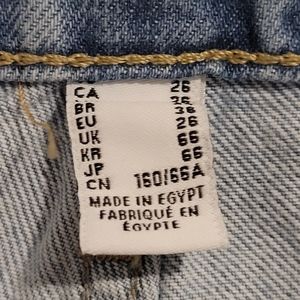 CA 26
BR 36
EU 36
UK 26
KR 66
JP 66
CN 160/66A
MADE IN EGYPT
FABRIQUÉ EN
ÉGYPTE